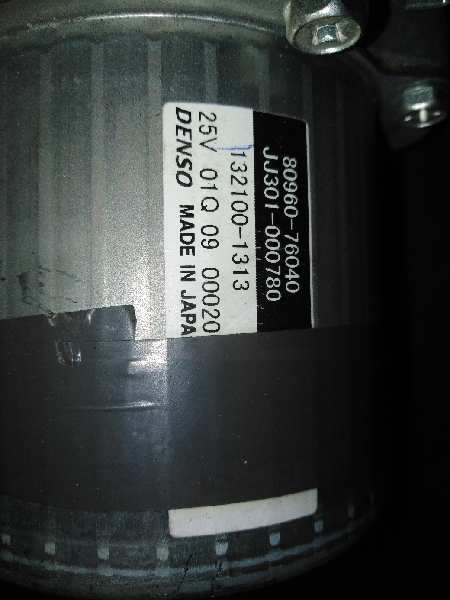 80960-76040
JJ301-000780
132100-1313
25V 01Q 09 00020
DENSO MADE IN JAPA